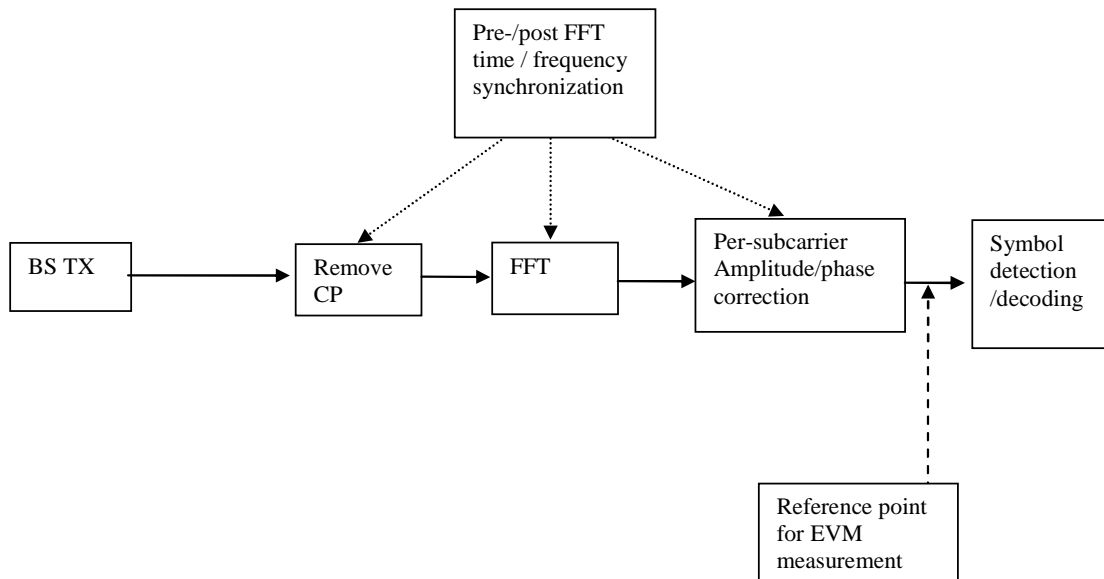 Pre-/post FFT
time / frequency
synchronization
BS TX
Remove
CP
FFT
Per-subcarrier
Amplitude/phase
correction
Symbol
detection
/decoding
Reference point
for EVM
measurement